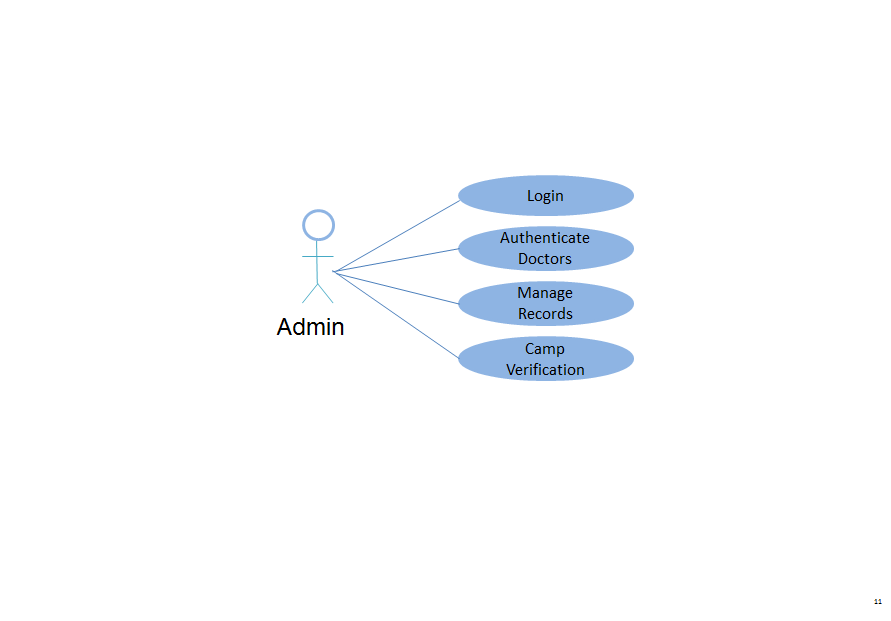 Login
Authenticate
Doctors
Manage
Records
Admin
Camp
Verification
11